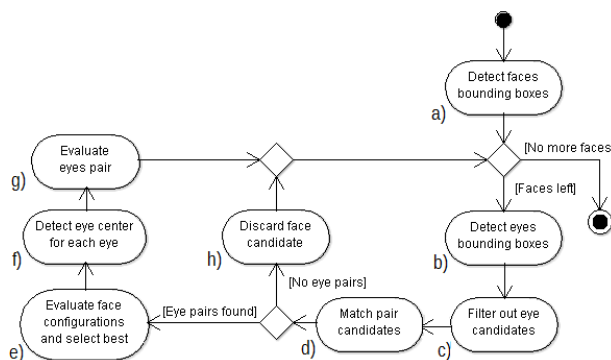 Detect faces
bounding boxes
a)
Evaluate
eyes pair
g)
[No more faces]
[Faces left]
Detect eye center
for each eye
f)
Discard face
candidate
h)
Detect eyes
bounding boxes
b)
[No eye pairs]
[Eye pairs found]
Evaluate face
configurations
and select best
e)
Match pair
candidates
d)
Filter out eye
candidates
c)